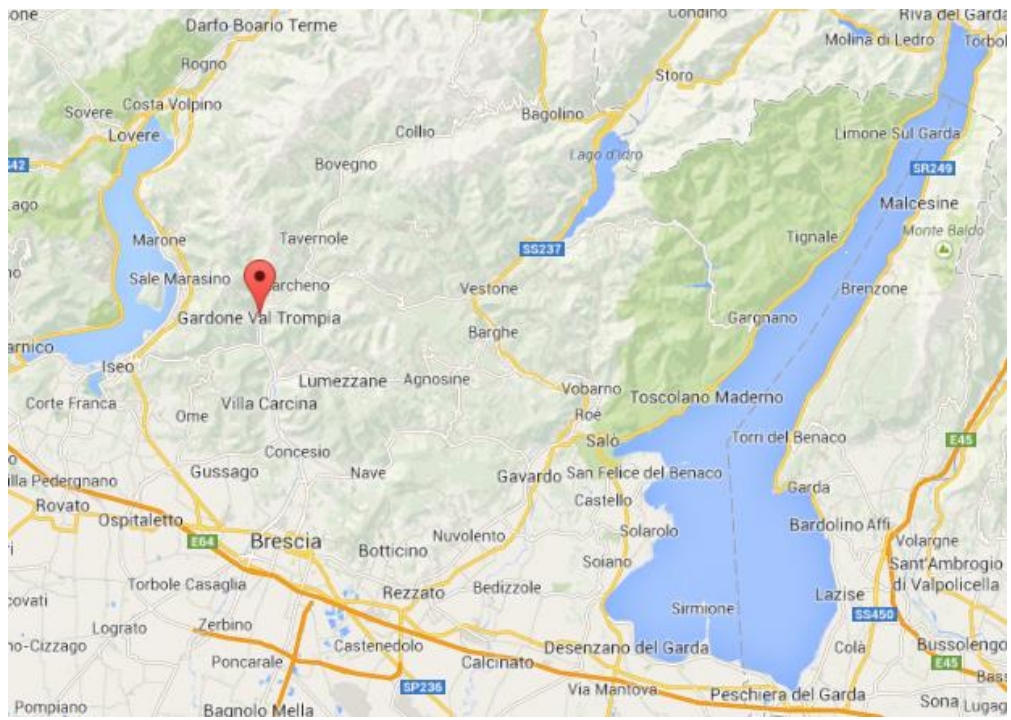 Darfo Boario Terme
Condino
Riva del Garda
Molina di Ledro
Rogno
Storo
Sovere
Costa Volpino
Bagolino
Lovere
Collio
Limone Sul Garda
Lago d'Idro
Bovegno
SR249
Malcesine
Marone
Tavernole
Tignale
Monte Baldo
SS237
Sale Marasino
archeno
Vestone
Brenzone
Gardone Val Trompia
Gargnano
Barghe
Iseo
Lumezzane
Agnosine
Vobarno
Toscolano Maderno
Corte Franca
Ome
Villa Carcina
Roè
Salò
Torri del Benaco
E45
Concesio
Gussago
Nave
Gavardo
San Felice del Benaco
Garda
Castello
Rovato
Ospitaletto
Solarolo
Bardolino
Affi
Nuvolento
E64
Brescia
Botticino
Volargne
Soiano
Sant'Ambrogio
di Valpolicella
Torbole Casaglia
Rezzato
Bedizzole
Lazise
Sirmione
SS450
Lograto
Zerbino
Castenedolo
Desenzano del Garda
Colà
Bussolengo
E45
Poncarale
Calcinato
SP236
Via Mantova
Peschiera del Garda
Sona
Pompiano
Bagnolo Mella